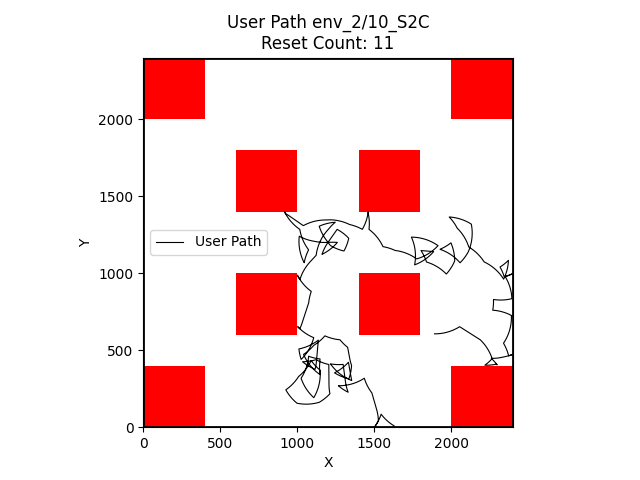 User Path env_2/10_S2C
Reset Count: 11
Y
2000
1500
User Path
1000
500
0
0 500 1000 1500 2000
X